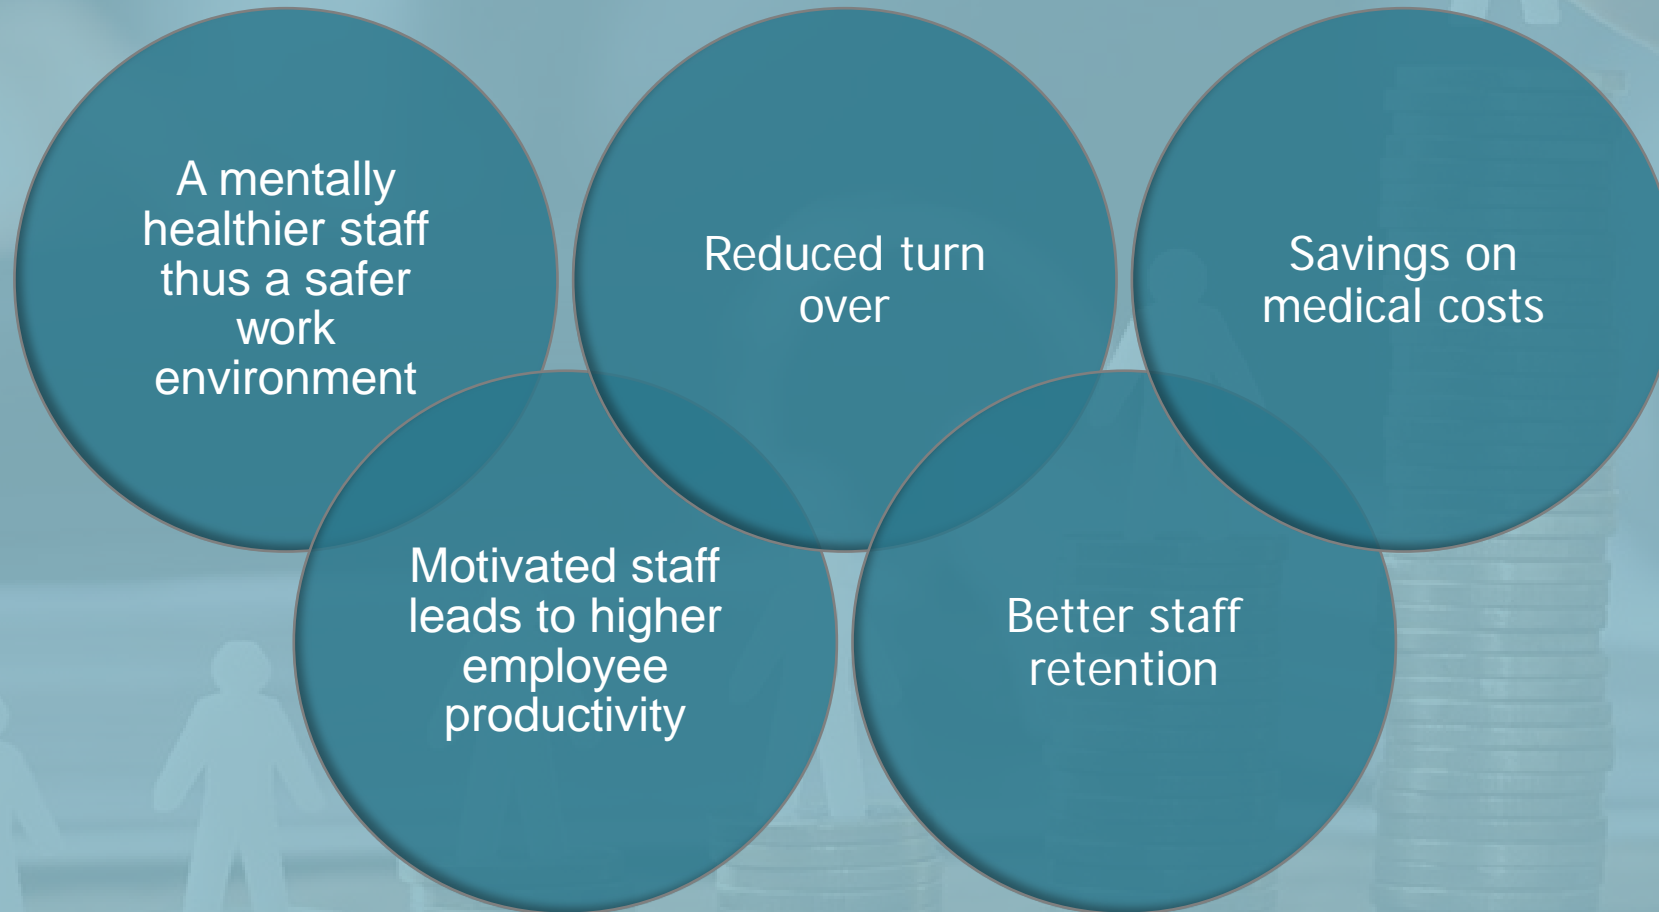 A mentally
healthier staff
thus a safer
work
environment
Motivated staff
leads to higher
employee
productivity
Reduced turn
over
Better staff
retention
Savings on
medical costs